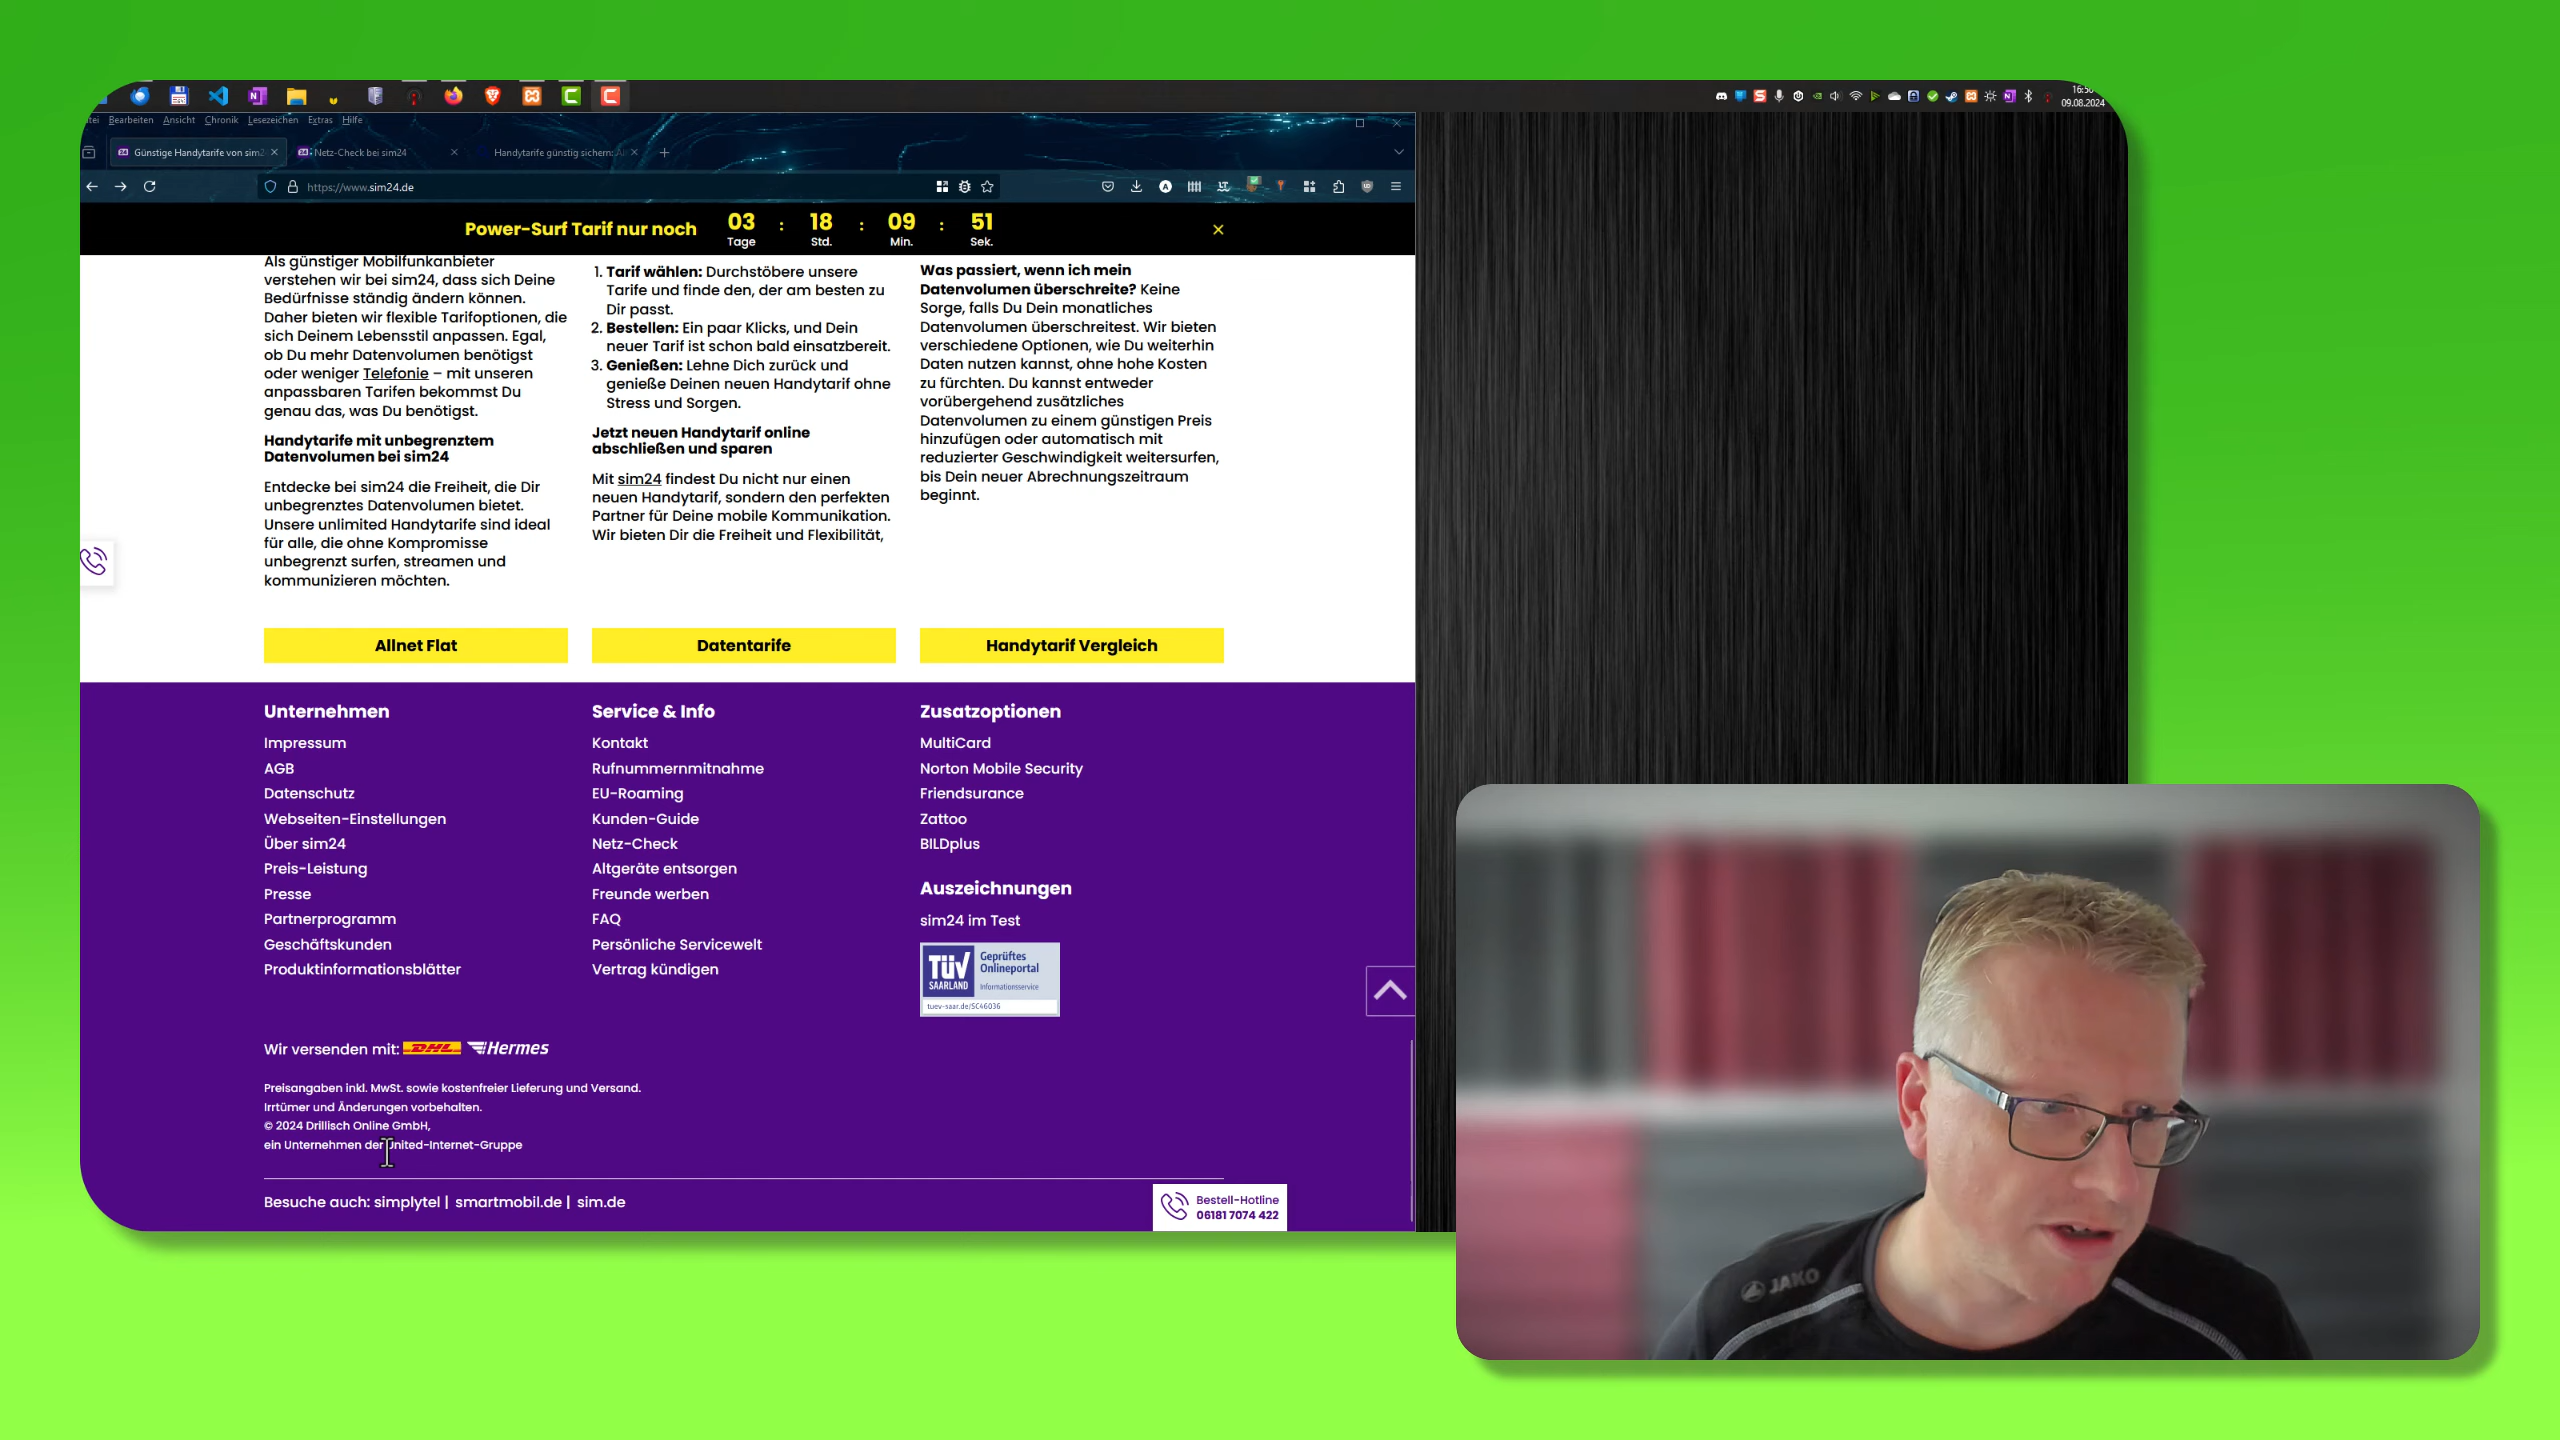 16:50
09.08.2024
Bearbeiten Ansicht Chronik Lesezeichen Extras Hilfe
Günstige Handytarife von sim2
Netz-Check bei sim24
Handytarife günstig sichern:
https://www.sim24.de
Power-Surf Tarif nur noch 03 : 18 : 09 : 51
Tage Std. Min. Sek.
Als günstiger Mobilfunkanbieter
verstehen wir bei sim24, dass sich Deine
Bedürfnisse ständig ändern können.
Daher bieten wir flexible Tarifoptionen, die
sich Deinem Lebensstil anpassen. Egal,
ob Du mehr Datenvolumen benötigst
oder weniger Telefonie – mit unseren
anpassbaren Tarifen bekommst Du
genau das, was Du benötigst.
Handytarife mit unbegrenztem
Datenvolumen bei sim24
Entdecke bei sim24 die Freiheit, die Dir
unbegrenztes Datenvolumen bietet.
Unsere unlimited Handytarife sind ideal
für alle, die ohne Kompromisse
unbegrenzt surfen, streamen und
kommunizieren möchten.
1. Tarif wählen: Durchstöbere unsere
Tarife und finde den, der am besten zu
Dir passt.
2. Bestellen: Ein paar Klicks, und Dein
neuer Tarif ist schon bald einsatzbereit.
3. Genießen: Lehne Dich zurück und
genieße Deinen neuen Handytarif ohne
Stress und Sorgen.
Jetzt neuen Handytarif online
abschließen und sparen
Mit sim24 findest Du nicht nur einen
neuen Handytarif, sondern den perfekten
Partner für Deine mobile Kommunikation.
Wir bieten Dir die Freiheit und Flexibilität,
Was passiert, wenn ich mein
Datenvolumen überschreite? Keine
Sorge, falls Du Dein monatliches
Datenvolumen überschreitest. Wir bieten
verschiedene Optionen, wie Du weiterhin
Daten nutzen kannst, ohne hohe Kosten
zu fürchten. Du kannst entweder
vorübergehend zusätzliches
Datenvolumen zu einem günstigen Preis
hinzufügen oder automatisch mit
reduzierter Geschwindigkeit weitersurfen,
bis Dein neuer Abrechnungszeitraum
beginnt.
Allnet Flat
Datentarife
Handytarif Vergleich
Unternehmen
Impressum
AGB
Datenschutz
Webseiten-Einstellungen
Über sim24
Preis-Leistung
Presse
Partnerprogramm
Geschäftskunden
Produktinformationsblätter
Service & Info
Kontakt
Rufnummernmitnahme
EU-Roaming
Kunden-Guide
Netz-Check
Altgeräte entsorgen
Freunde werben
FAQ
Persönliche Servicewelt
Vertrag kündigen
Zusatzoptionen
MultiCard
Norton Mobile Security
Friendsurance
Zattoo
BILDplus
Auszeichnungen
sim24 im Test
TÜV
SAARLAND
Geprüftes
Onlineportal
Informationsservice
tuev-saar.de/SC46036
Wir versenden mit: DHL Hermes
Preisangaben inkl. MwSt. sowie kostenfreier Lieferung und Versand.
Irrtümer und Änderungen vorbehalten.
© 2024 Drillisch Online GmbH,
ein Unternehmen der United-Internet-Gruppe
Besuche auch: simplytel | smartmobil.de | sim.de
Bestell-Hotline
06181 7074 422
JAKO